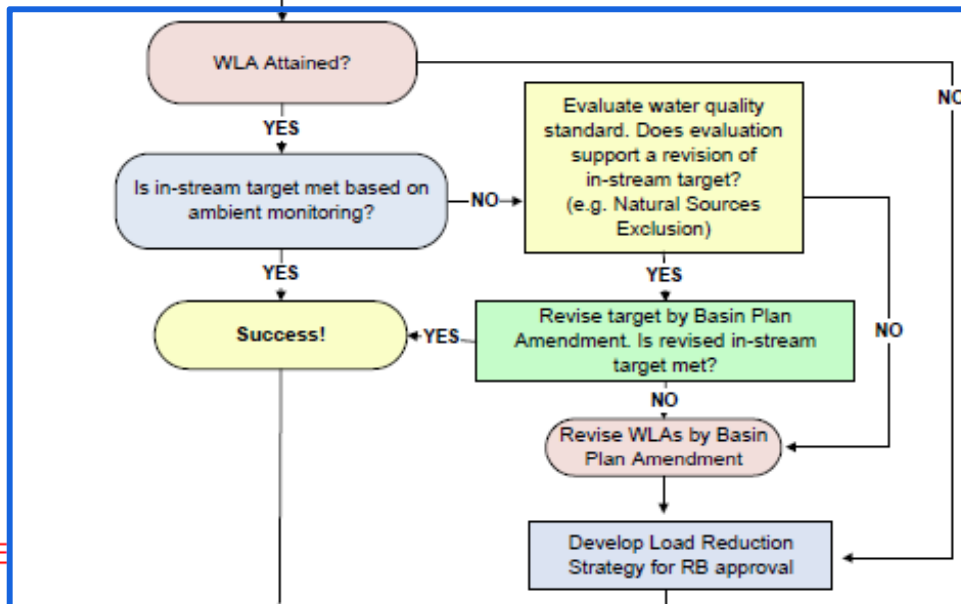 WLA Attained?
NO
YES
Evaluate water quality
standard. Does evaluation
support a revision of
in-stream target?
(e.g. Natural Sources
Exclusion)
Is in-stream target met based on
ambient monitoring?
NO
YES
YES
Success!
YES
Revise target by Basin Plan
Amendment. Is revised in-stream
target met?
NO
NO
Revise WLAs by Basin
Plan Amendment
Develop Load Reduction
Strategy for RB approval